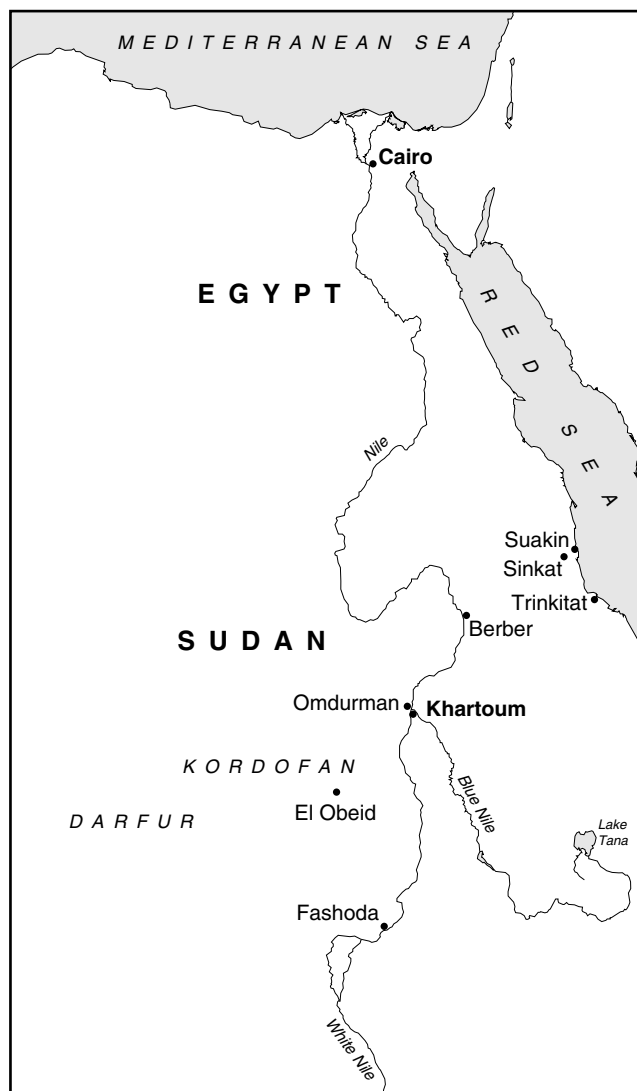 MEDITERRANEAN SEA
Cairo
EGYPT
RED SEA
Nile
Suakin
Sinkat
Trinkitat
Berber
SUDAN
Omdurman
Khartoum
KORDOFAN
El Obeid
Blue Nile
DARFUR
Lake
Tana
Fashoda
White Nile